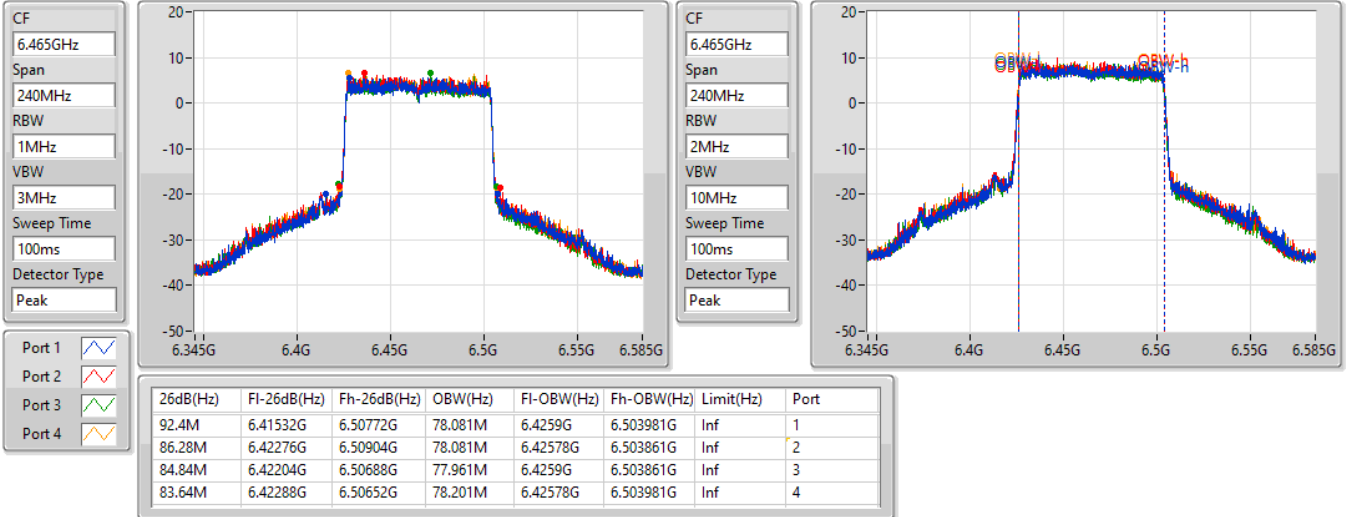 CF
6.465GHz
Span
240MHz
RBW
1MHz
VBW
3MHz
Sweep Time
100ms
Detector Type
Peak
20
10
0
-10
-20
-30
-40
-50
6.345G 6.4G 6.45G 6.5G 6.55G 6.585G
CF
6.465GHz
Span
240MHz
RBW
2MHz
VBW
10MHz
Sweep Time
100ms
Detector Type
Peak
20
10
0
-10
-20
-30
-40
-50
OBW-h
6.345G 6.4G 6.45G 6.5G 6.55G 6.585G
Port 1
Port 2
Port 3
Port 4
26dB(Hz) Fl-26dB(Hz) Fh-26dB(Hz) OBW(Hz) Fl-OBW(Hz) Fh-OBW(Hz) Limit(Hz) Port
92.4M 6.41532G 6.50772G 78.081M 6.4259G 6.503981G Inf 1
86.28M 6.42276G 6.50904G 78.081M 6.42578G 6.503861G Inf 2
84.84M 6.42204G 6.50688G 77.961M 6.4259G 6.503861G Inf 3
83.64M 6.42288G 6.50652G 78.201M 6.42578G 6.503981G Inf 4